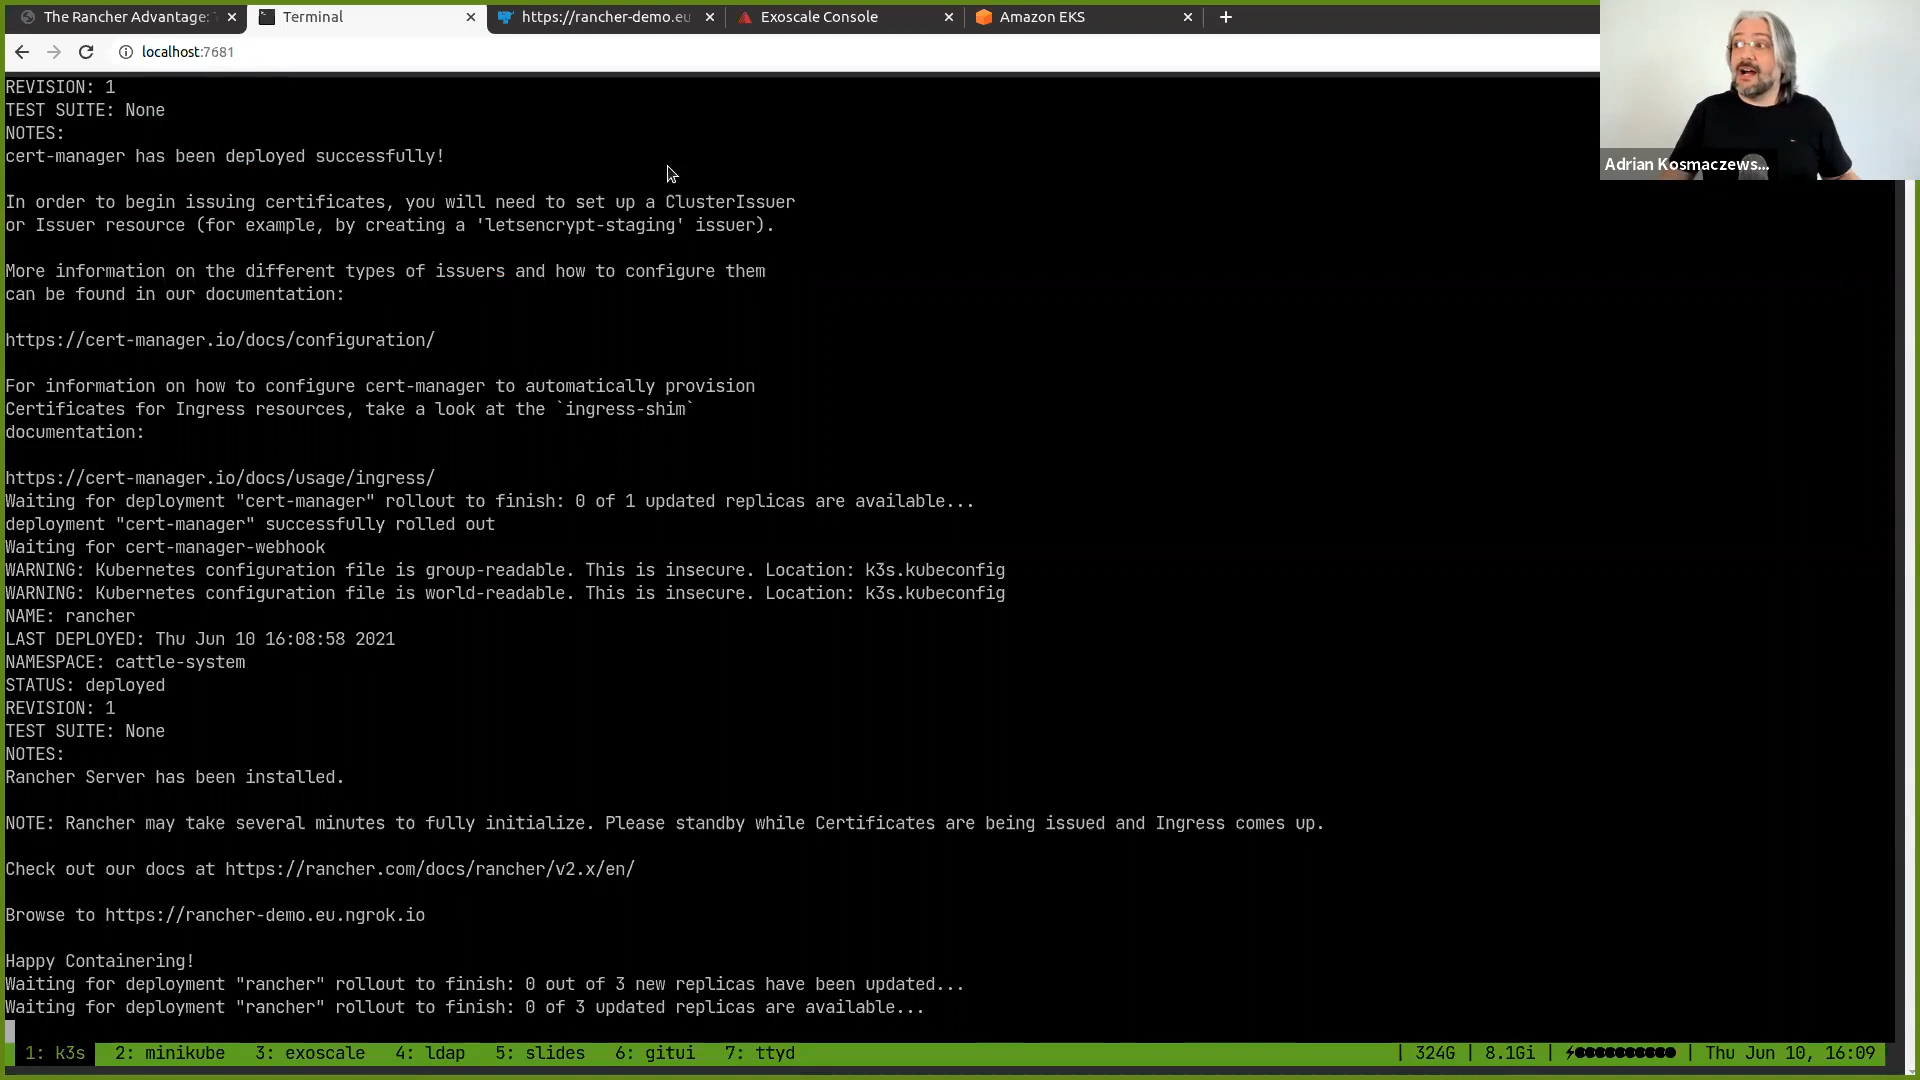 The Rancher Advantage:
Terminal
https://rancher-demo.eu
Exoscale Console
Amazon EKS
localhost:7681
Adrian Kosmaczews...
REVISION: 1
TEST SUITE: None
NOTES:
cert-manager has been deployed successfully!
In order to begin issuing certificates, you will need to set up a ClusterIssuer
or Issuer resource (for example, by creating a 'letsencrypt-staging' issuer).
More information on the different types of issuers and how to configure them
can be found in our documentation:
https://cert-manager.io/docs/configuration/
For information on how to configure cert-manager to automatically provision
Certificates for Ingress resources, take a look at the `ingress-shim`
documentation:
https://cert-manager.io/docs/usage/ingress/
Waiting for deployment "cert-manager" rollout to finish: 0 of 1 updated replicas are available...
deployment "cert-manager" successfully rolled out
Waiting for cert-manager-webhook
WARNING: Kubernetes configuration file is group-readable. This is insecure. Location: k3s.kubeconfig
WARNING: Kubernetes configuration file is world-readable. This is insecure. Location: k3s.kubeconfig
NAME: rancher
LAST DEPLOYED: Thu Jun 10 16:08:58 2021
NAMESPACE: cattle-system
STATUS: deployed
REVISION: 1
TEST SUITE: None
NOTES:
Rancher Server has been installed.
NOTE: Rancher may take several minutes to fully initialize. Please standby while Certificates are being issued and Ingress comes up.
Check out our docs at https://rancher.com/docs/rancher/v2.x/en/
Browse to https://rancher-demo.eu.ngrok.io
Happy Containering!
Waiting for deployment "rancher" rollout to finish: 0 out of 3 new replicas have been updated...
Waiting for deployment "rancher" rollout to finish: 0 of 3 updated replicas are available...
1: k3s 2: minikube 3: exoscale 4: ldap 5: slides 6: gitui 7: ttyd | 324G | 8.1Gi | ⚡●●●●●●●●●● | Thu Jun 10, 16:09